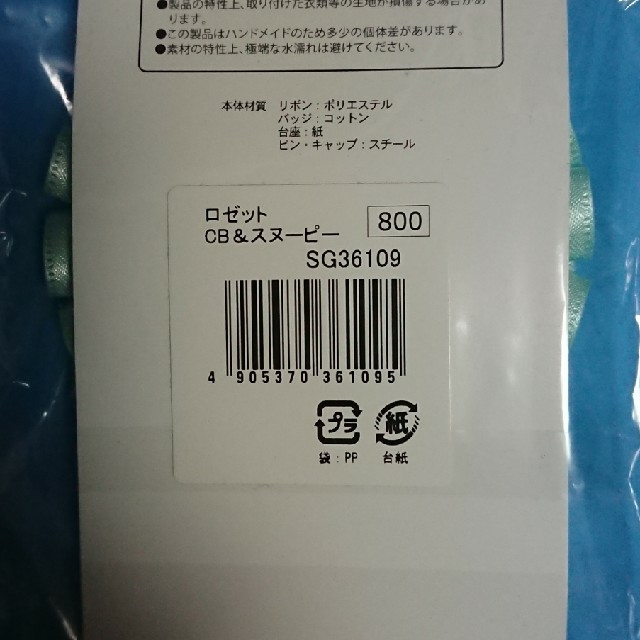 ●製品の特性上、取り付けた衣類等の生地が損傷する場合があ
ります。
●この製品はハンドメイドのため多少の個体差があります。
●素材の特性上、極端な水濡れは避けてください。
本体材質 リボン:ポリエステル
バッジ:コットン
台座:紙
ピン・キャップ:スチール
ロゼット
CB&スヌーピー
800
SG36109
4 905370 361095
プラ
紙
袋:PP
台紙